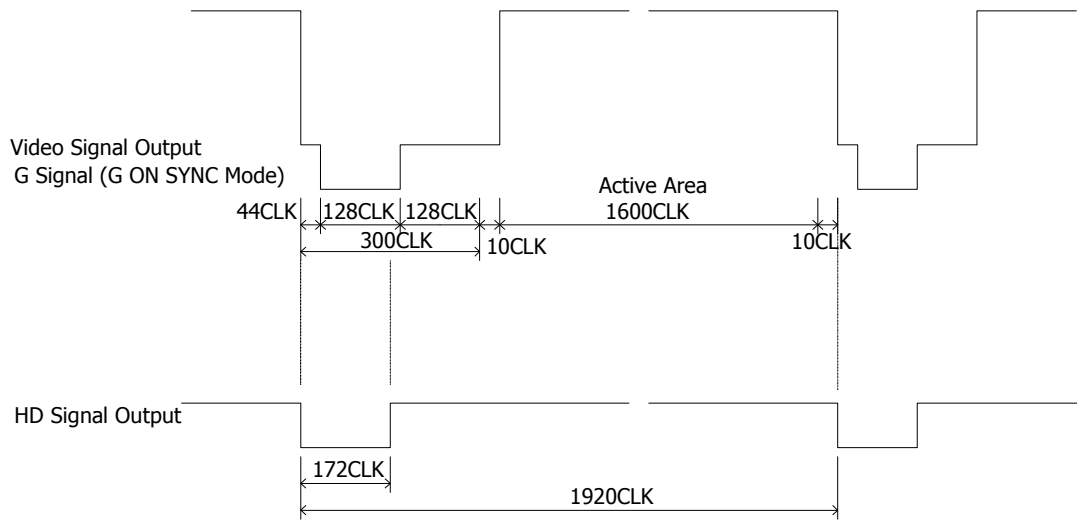 Video Signal Output
G Signal (G ON SYNC Mode)
Active Area
44CLK 128CLK 128CLK 1600CLK
300CLK 10CLK 10CLK
HD Signal Output
172CLK
1920CLK